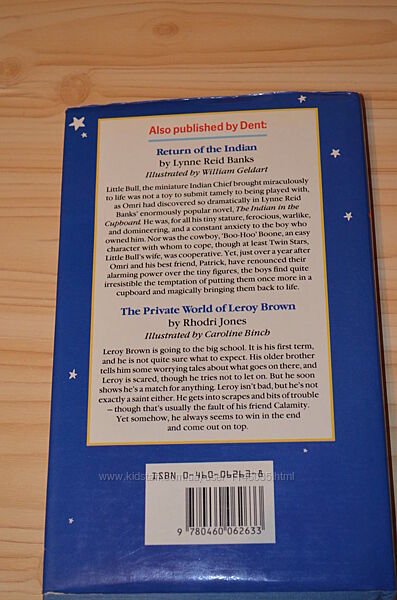 Also published by Dent:
Return of the Indian
by Lynne Reid Banks
Illustrated by William Geldart
Little Bull, the miniature Indian Chief brought miraculously
to life was not a toy to submit tamely to being played with,
as Omri had discovered so dramatically in Lynne Reid
Banks' enormously popular novel, The Indian in the
Cupboard. He was, for all his tiny stature, ferocious, warlike,
and domineering, and a constant anxiety to the boy who
owned him. Nor was the cowboy, 'Boo-Hoo' Boone, an easy
character with whom to cope, though at least Twin Stars,
Little Bull's wife, was cooperative. Yet, just over a year after
Omri and his best friend, Patrick, have renounced their
alarming power over the tiny figures, the boys find quite
irresistible the temptation of putting them once more in a
cupboard and magically bringing them back to life.
The Private World of Leroy Brown
by Rhodri Jones
Illustrated by Caroline Binch
Leroy Brown is going to the big school. It is his first term,
and he is not quite sure what to expect. His older brother
tells him some worrying tales about what goes on there, and
Leroy is scared, though he tries not to let on. But he soon
shows he's a match for anything. Leroy isn't bad, but he's not
exactly a saint either. He gets into scrapes and bits of trouble
– though that's usually the fault of his friend Calamity.
Yet somehow, he always seems to win in the end
and come out on top.
ISBN 0-460-06263-8
9 780460 062633